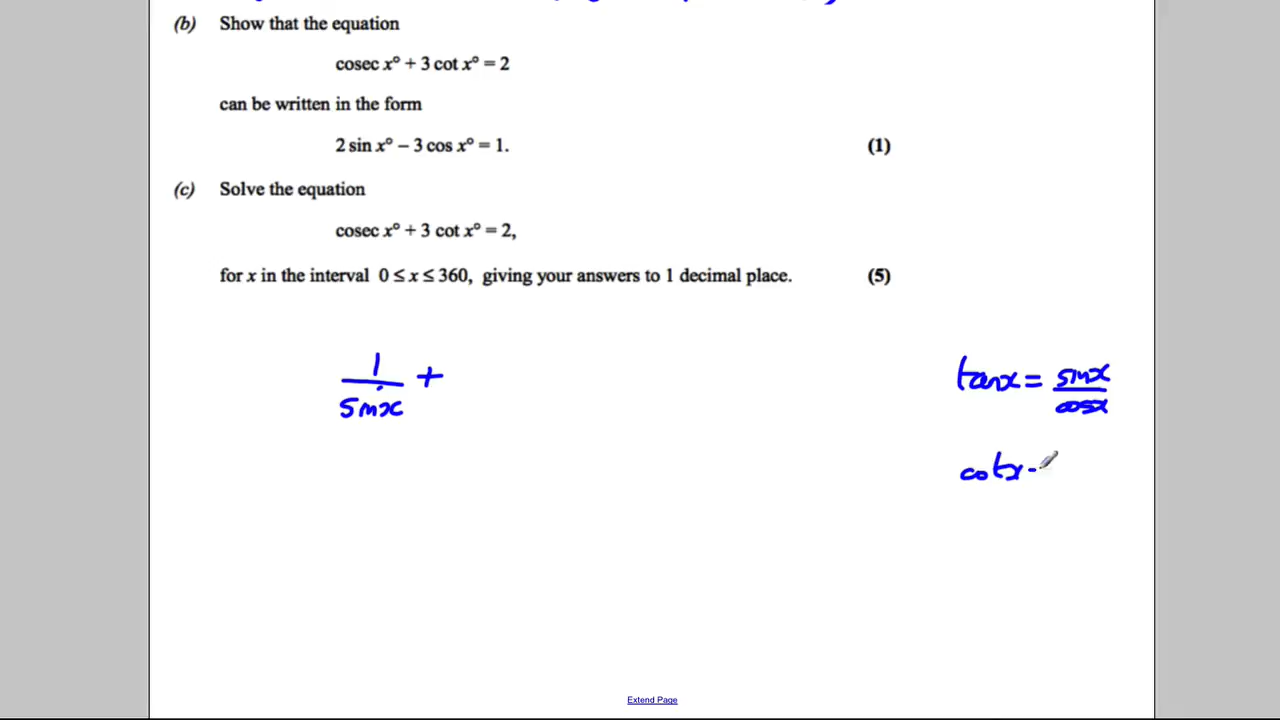 (b) Show that the equation
cosec x° + 3 cot x° = 2
can be written in the form
2 sin x° − 3 cos x° = 1. (1)
(c) Solve the equation
cosec x° + 3 cot x° = 2,
for x in the interval 0 ≤ x ≤ 360, giving your answers to 1 decimal place. (5)
1/sinx +
tanx = sinx/cosx
cotx -
Extend Page